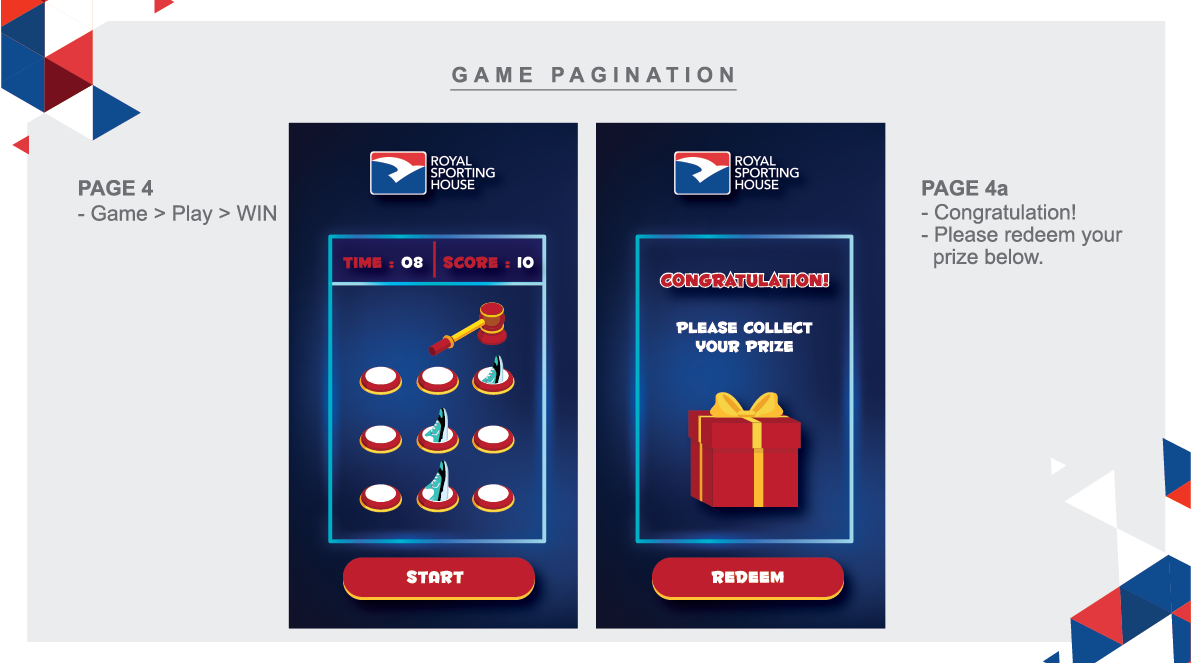 GAME PAGINATION
PAGE 4
- Game > Play > WIN
ROYAL
SPORTING
HOUSE
TIME : 08
SCORE : 10
START
ROYAL
SPORTING
HOUSE
CONGRATULATION!
PLEASE COLLECT
YOUR PRIZE
REDEEM
PAGE 4a
- Congratulation!
- Please redeem your
prize below.